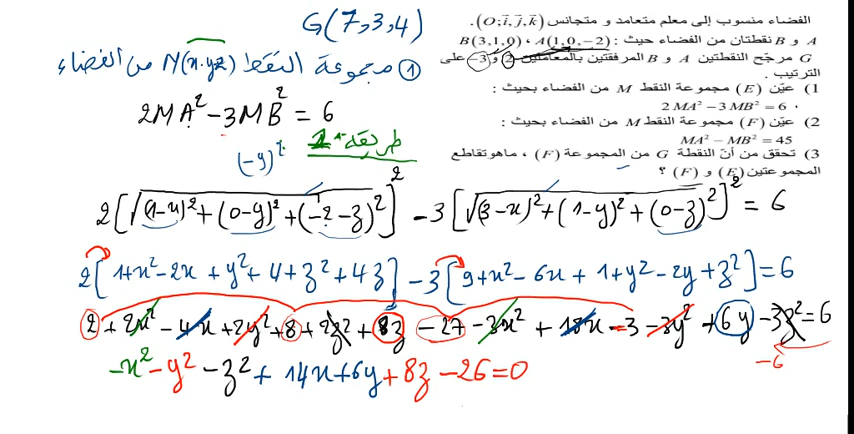 الفضاء منسوب إلى معلم متعامد و متجانس (O; i, j, k).
A و B نقطتان من الفضاء حيث : A(1,0,−2) ، B(3,1,0)
G مرجّح النقطتين A و B المرفقتين بالمعاملين 2 و −3 على
الترتيب .
1) عيّن (E) مجموعة النقط M من الفضاء بحيث :
2MA² − 3MB² = 6 .
2) عيّن (F) مجموعة النقط M من الفضاء بحيث :
MA² − MB² = 45
3) تحقق من أنّ النقطة G من المجموعة (F) ، ماهو تقاطع
المجموعتين (E) و (F) ؟
G(7,3,4)
① مجموعة النقط M(x,y,z) من الفضاء
2MA² − 3MB² = 6
طريقة 1
(−y)²
2[√((1−x)² + (0−y)² + (−2−z)²)]² − 3[√((3−x)² + (1−y)² + (0−z)²)]² = 6
2[1+x²−2x + y² + 4+z²+4z] − 3[9+x²−6x + 1+y²−2y+z²] = 6
2 + 2x² − 4x + 2y² + 8 + 2z² + 8z − 27 − 3x² + 18x − 3 − 3y² + 6y − 3z² = 6
−6
−x² − y² − z² + 14x + 6y + 8z − 26 = 0